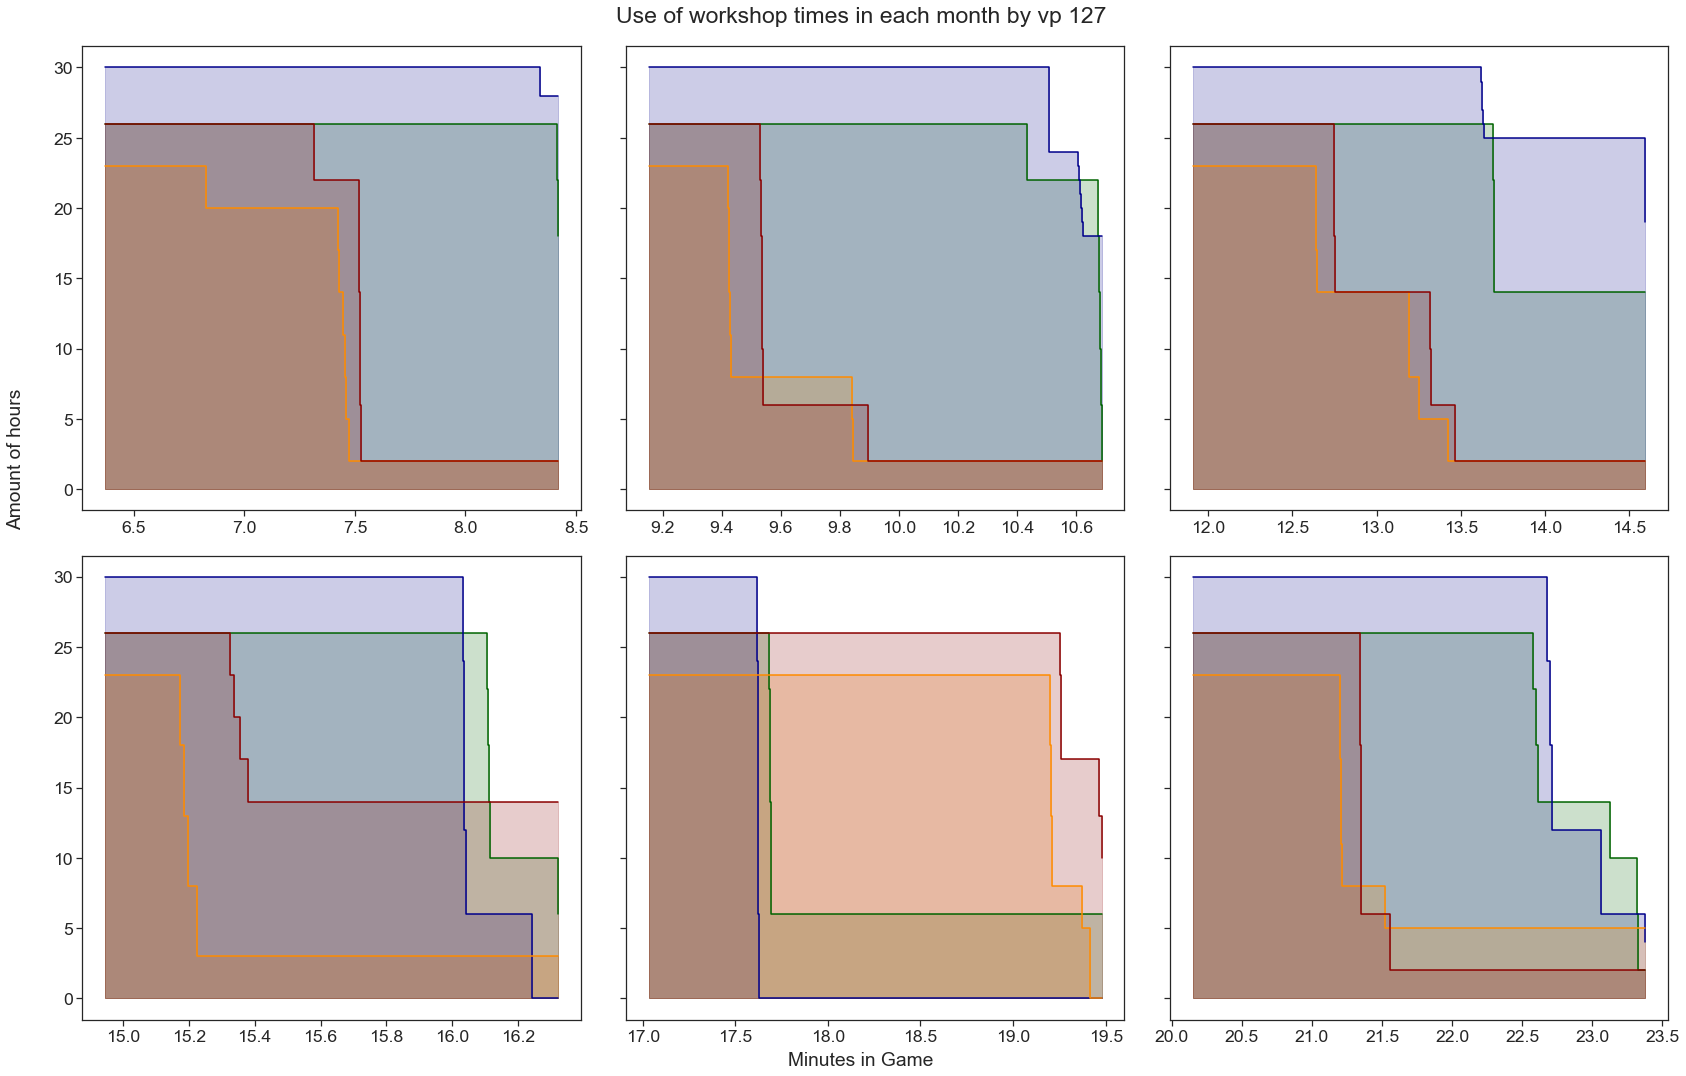 Use of workshop times in each month by vp 127
Amount of hours
30
25
20
15
10
5
0
6.5 7.0 7.5 8.0 8.5
9.2 9.4 9.6 9.8 10.0 10.2 10.4 10.6
12.0 12.5 13.0 13.5 14.0 14.5
30
25
20
15
10
5
0
15.0 15.2 15.4 15.6 15.8 16.0 16.2
17.0 17.5 18.0 18.5 19.0 19.5
20.0 20.5 21.0 21.5 22.0 22.5 23.0 23.5
Minutes in Game